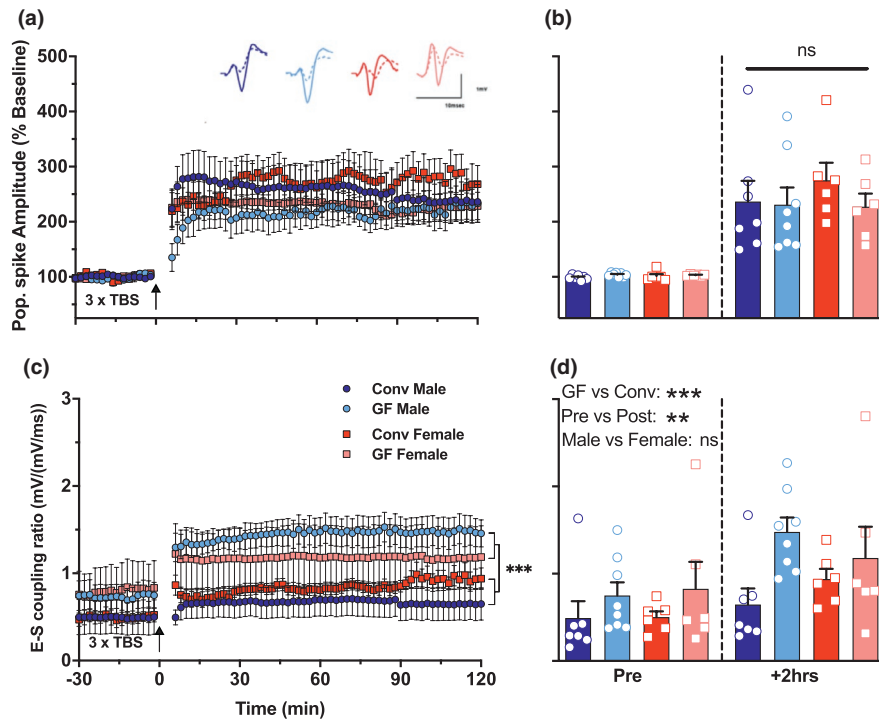 (a)
(b)
Pop. spike Amplitude (% Baseline)
500
400
300
200
100
3 x TBS
1mV
10msec
ns
(c)
(d)
E-S coupling ratio (mV/(mV/ms))
3
2
1
0
Conv Male
GF Male
Conv Female
GF Female
3 x TBS
***
-30
0
30
60
90
120
Time (min)
GF vs Conv: ***
Pre vs Post: **
Male vs Female: ns
Pre
+2hrs